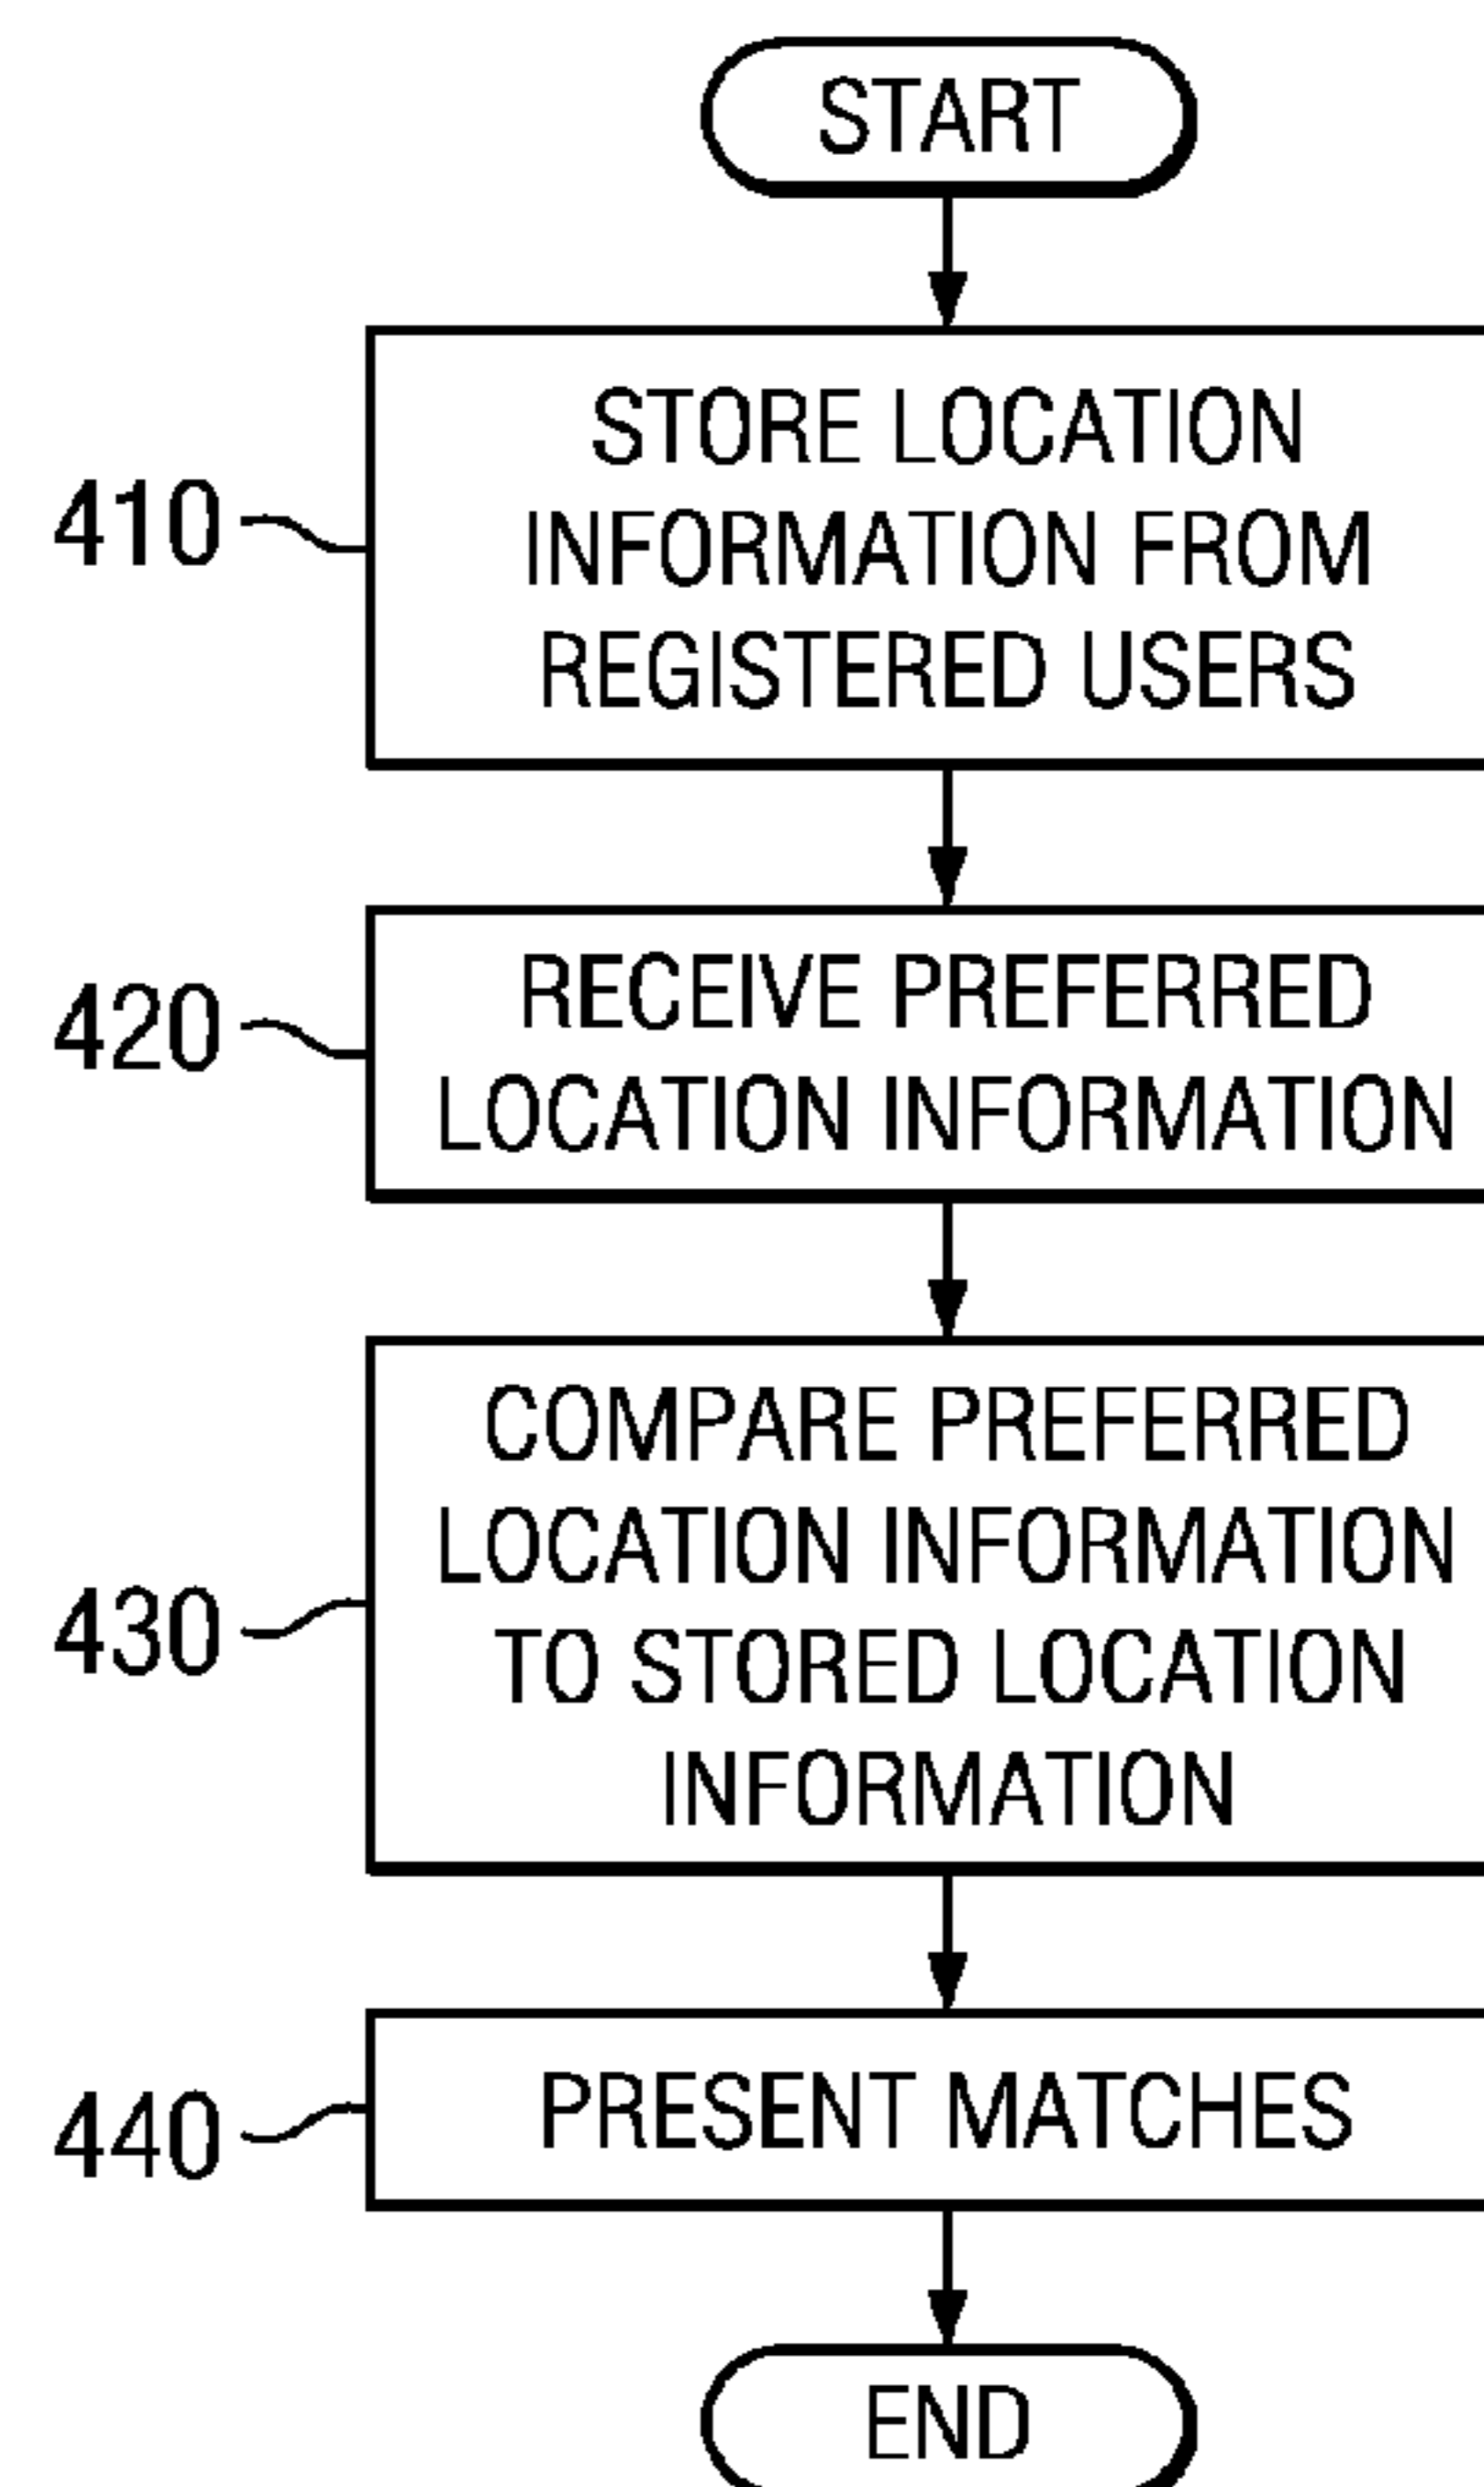 START
STORE LOCATION
INFORMATION FROM
REGISTERED USERS
410
RECEIVE PREFERRED
LOCATION INFORMATION
420
COMPARE PREFERRED
LOCATION INFORMATION
TO STORED LOCATION
INFORMATION
430
PRESENT MATCHES
440
END